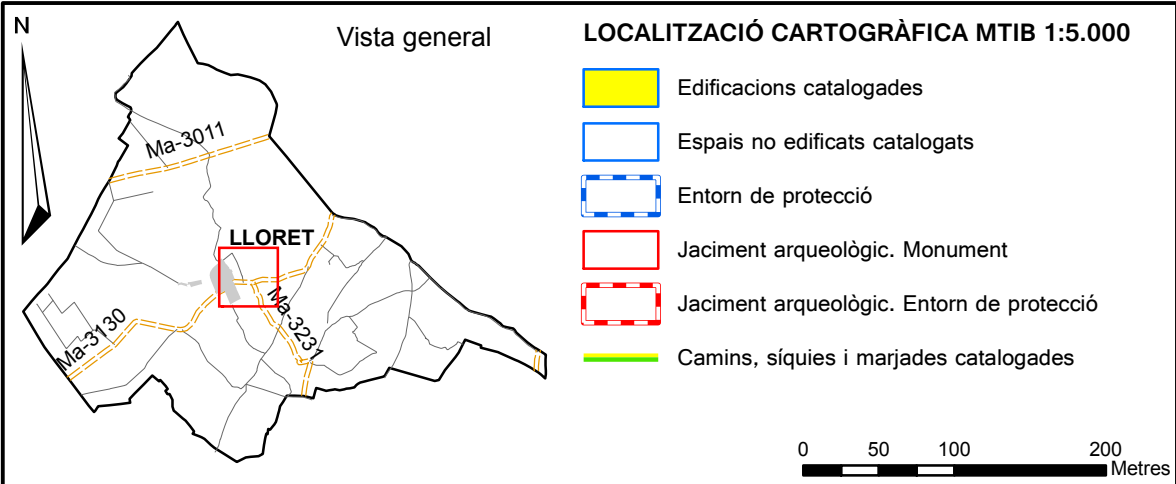 N
Vista general
Ma-3011
LLORET
Ma-3130
Ma-3231
LOCALITZACIÓ CARTOGRÀFICA MTIB 1:5.000
Edificacions catalogades
Espais no edificats catalogats
Entorn de protecció
Jaciment arqueològic. Monument
Jaciment arqueològic. Entorn de protecció
Camins, síquies i marjades catalogades
0 50 100 200
Metres